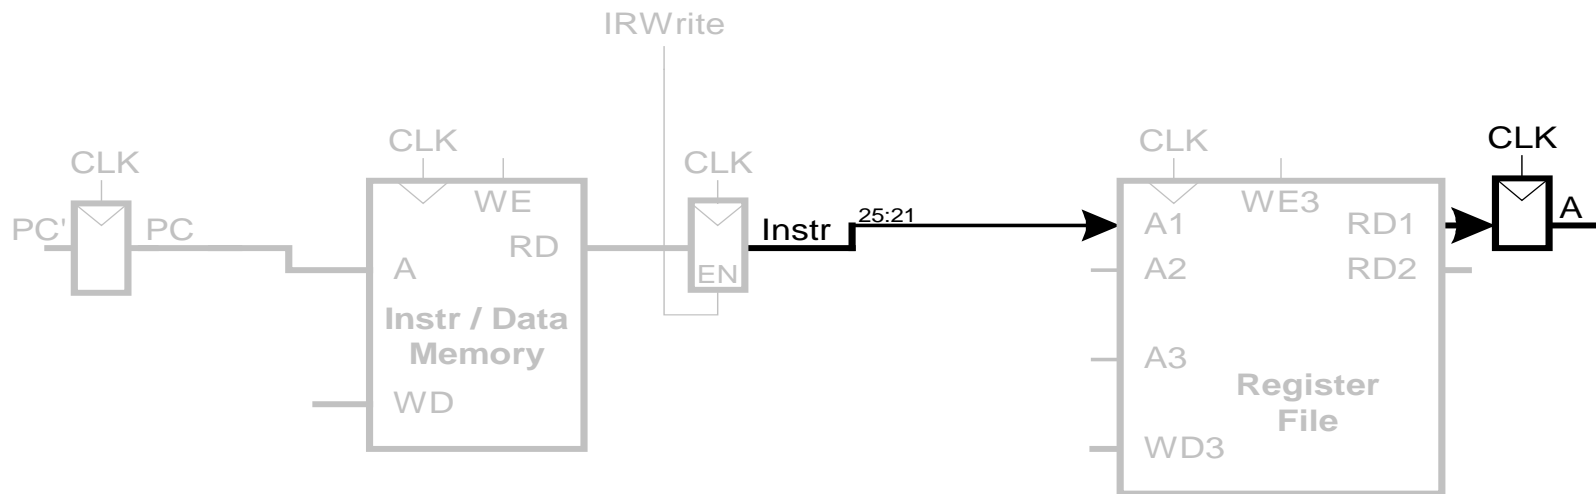 IRWrite
CLK
CLK
CLK
CLK
CLK
PC'
PC
WE
RD
A
Instr / Data
Memory
WD
EN
Instr
25:21
A1
WE3
RD1
A2
RD2
A3
Register
File
WD3
A